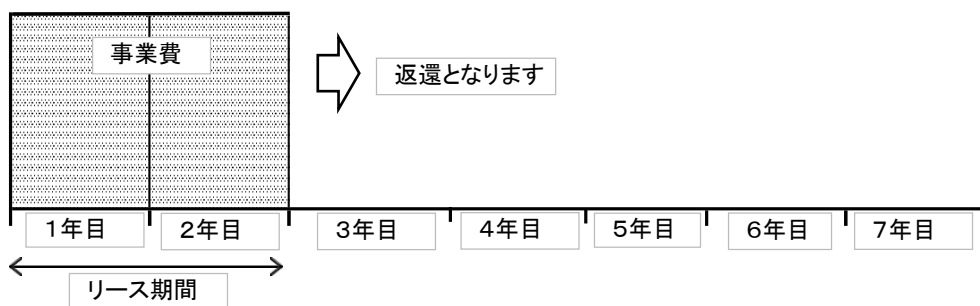 事業費
返還となります
1年目
2年目
3年目
4年目
5年目
6年目
7年目
リース期間